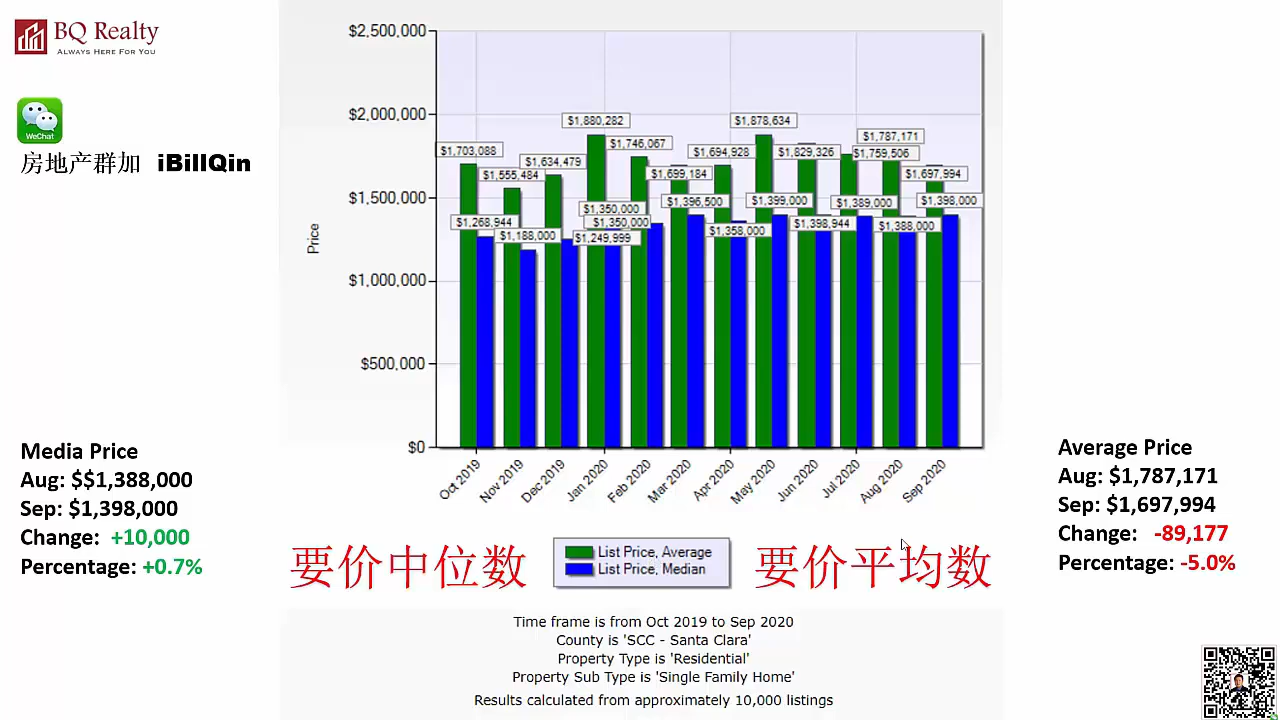 BQ Realty
ALWAYS HERE FOR YOU
WeChat
房地产群加 iBillQin
$2,500,000
$2,000,000
$1,500,000
$1,000,000
$500,000
$0
Price
$1,703,088
$1,555,484
$1,634,479
$1,880,282
$1,746,067
$1,699,184
$1,694,928
$1,878,634
$1,829,326
$1,759,506
$1,787,171
$1,697,994
$1,268,944
$1,188,000
$1,249,999
$1,350,000
$1,350,000
$1,396,500
$1,358,000
$1,399,000
$1,398,944
$1,389,000
$1,388,000
$1,398,000
Oct 2019
Nov 2019
Dec 2019
Jan 2020
Feb 2020
Mar 2020
Apr 2020
May 2020
Jun 2020
Jul 2020
Aug 2020
Sep 2020
Media Price
Aug: $$1,388,000
Sep: $1,398,000
Change: +10,000
Percentage: +0.7%
Average Price
Aug: $1,787,171
Sep: $1,697,994
Change: -89,177
Percentage: -5.0%
要价中位数
List Price, Average
List Price, Median
要价平均数
Time frame is from Oct 2019 to Sep 2020
County is 'SCC - Santa Clara'
Property Type is 'Residential'
Property Sub Type is 'Single Family Home'
Results calculated from approximately 10,000 listings